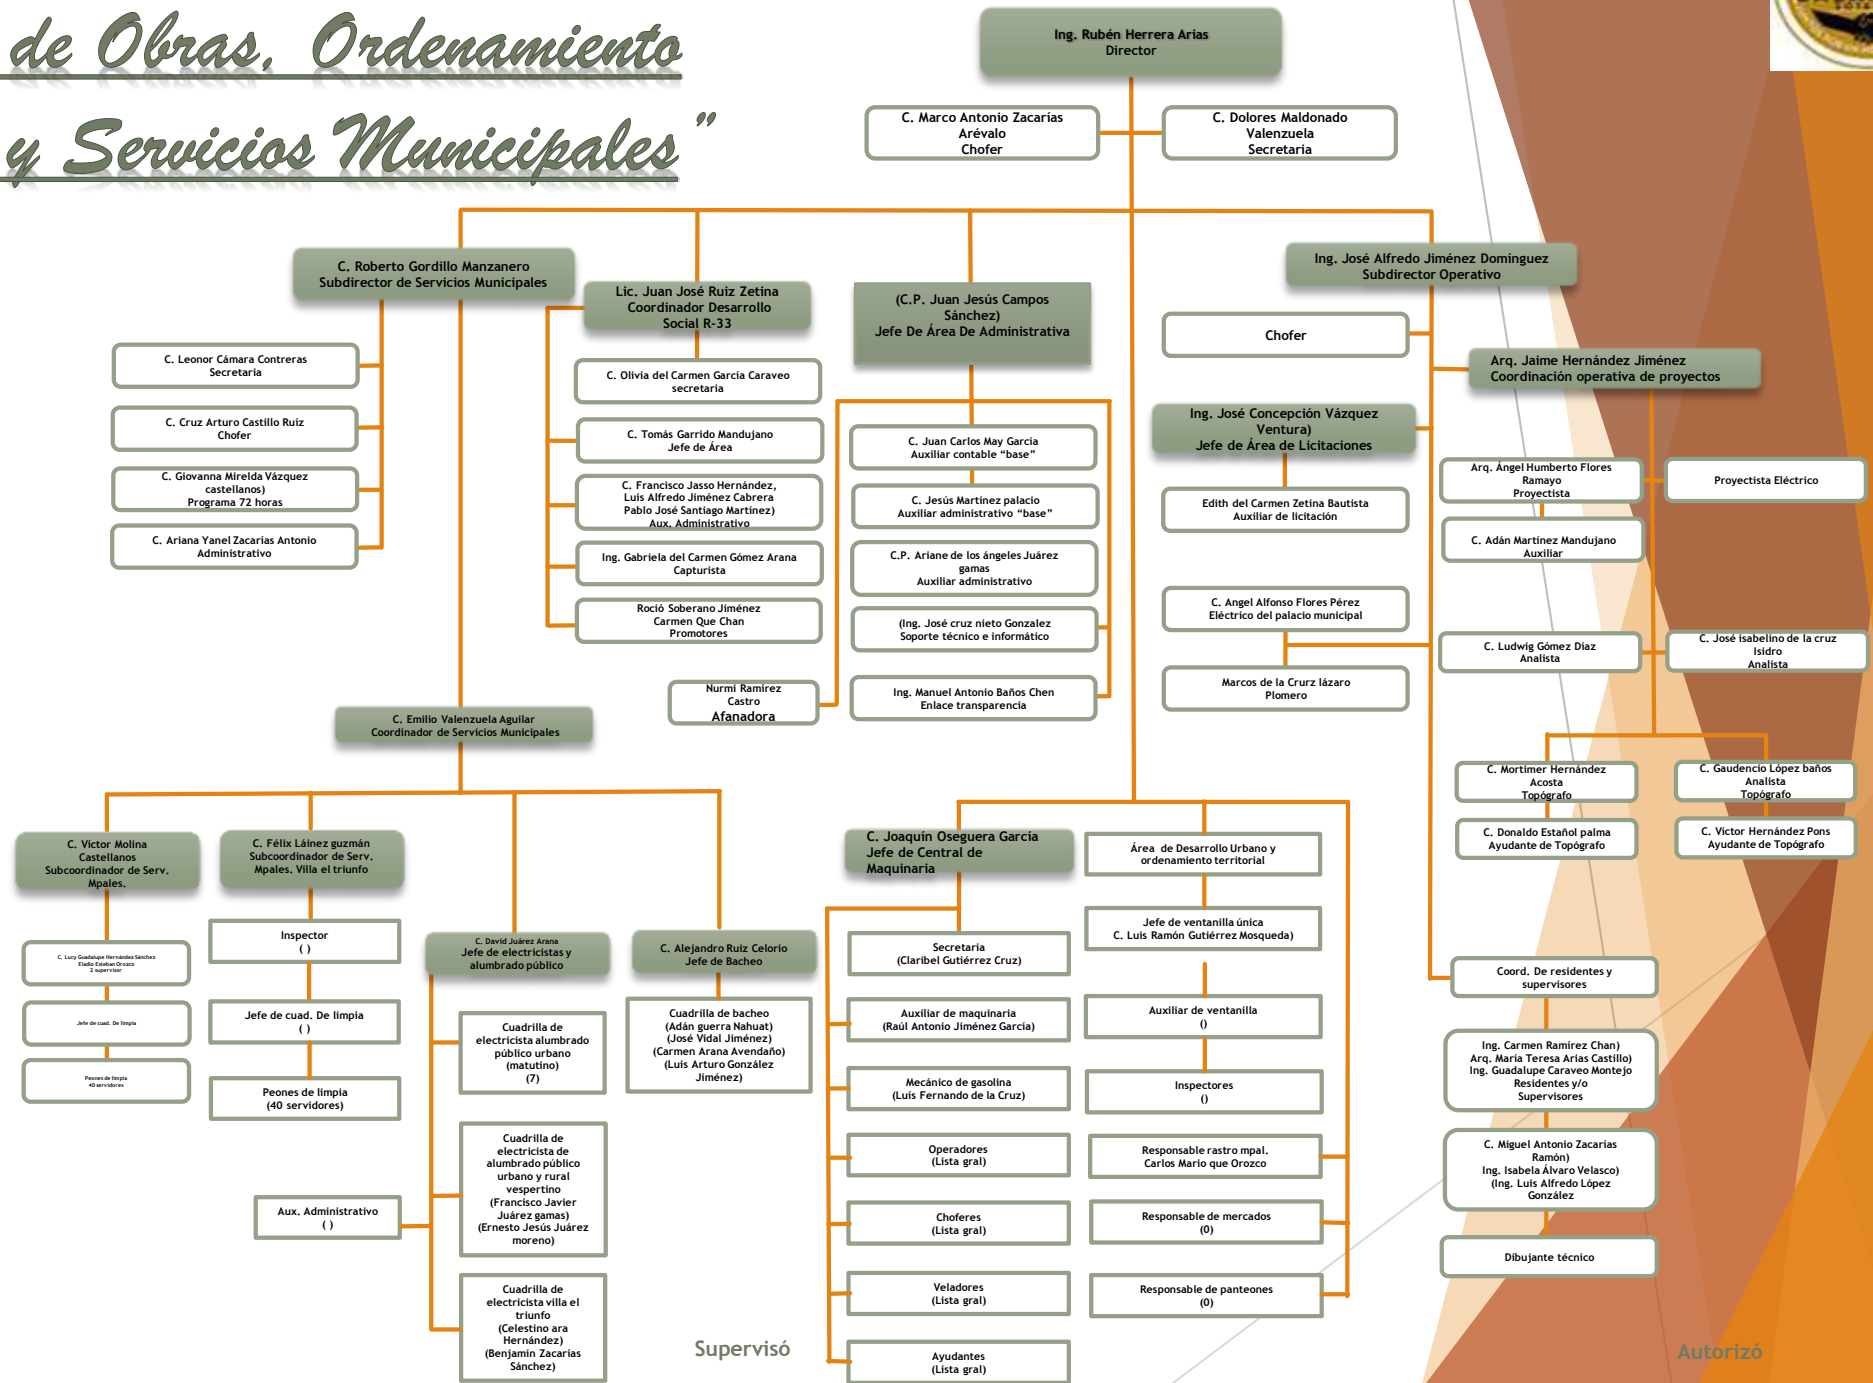 de Obras, Ordenamiento
y Servicios Municipales”
Ing. Rubén Herrera Arias
Director
C. Marco Antonio Zacarías
Arévalo
Chofer
C. Dolores Maldonado
Valenzuela
Secretaria
C. Roberto Gordillo Manzanero
Subdirector de Servicios Municipales
Lic. Juan José Ruiz Zetina
Coordinador Desarrollo
Social R-33
(C.P. Juan Jesús Campos
Sánchez)
Jefe De Área De Administrativa
Ing. José Alfredo Jiménez Domínguez
Subdirector Operativo
C. Leonor Cámara Contreras
Secretaria
C. Cruz Arturo Castillo Ruíz
Chofer
C. Giovanna Mirelda Vázquez
castellanos)
Programa 72 horas
C. Ariana Yanel Zacarías Antonio
Administrativo
C. Olivia del Carmen García Caraveo
secretaria
C. Tomás Garrido Mandujano
Jefe de Área
C. Francisco Jasso Hernández,
Luis Alfredo Jiménez Cabrera
Pablo José Santiago Martínez)
Aux. Administrativo
Ing. Gabriela del Carmen Gómez Arana
Capturista
Roció Soberano Jiménez
Carmen Que Chan
Promotores
C. Juan Carlos May García
Auxiliar contable “base”
C. Jesús Martínez palacio
Auxiliar administrativo “base”
C.P. Ariane de los ángeles Juárez
gamas
Auxiliar administrativo
(Ing. José cruz nieto Gonzalez
Soporte técnico e informático
Ing. Manuel Antonio Baños Chen
Enlace transparencia
Nurmi Ramírez
Castro
Afanadora
Chofer
Arq. Jaime Hernández Jiménez
Coordinación operativa de proyectos
Ing. José Concepción Vázquez
Ventura)
Jefe de Área de Licitaciones
Edith del Carmen Zetina Bautista
Auxiliar de licitación
C. Angel Alfonso Flores Pérez
Eléctrico del palacio municipal
Marcos de la Crurz lázaro
Plomero
Arq. Ángel Humberto Flores
Ramayo
Proyectista
Proyectista Eléctrico
C. Adán Martínez Mandujano
Auxiliar
C. Ludwig Gómez Díaz
Analista
C. José isabelino de la cruz
Isidro
Analista
C. Mortimer Hernández
Acosta
Topógrafo
C. Gaudencio López baños
Analista
Topógrafo
C. Donaldo Estañol palma
Ayudante de Topógrafo
C. Víctor Hernández Pons
Ayudante de Topógrafo
C. Emilio Valenzuela Aguilar
Coordinador de Servicios Municipales
C. Víctor Molina
Castellanos
Subcoordinador de Serv.
Mpales.
C. Félix Láinez guzmán
Subcoordinador de Serv.
Mpales. Villa el triunfo
C. Lucy Guadalupe Hernández Sánchez
Eladio Esteban Orozco
2 supervisor
Jefe de cuad. De limpia
Peones de limpia
40 servidores
Inspector
( )
Jefe de cuad. De limpia
( )
Peones de limpia
(40 servidores)
C. David Juárez Arana
Jefe de electricistas y
alumbrado público
Cuadrilla de
electricista alumbrado
público urbano
(matutino)
(7)
Cuadrilla de
electricista de
alumbrado público
urbano y rural
vespertino
(Francisco Javier
Juárez gamas)
(Ernesto Jesús Juárez
moreno)
Aux. Administrativo
( )
Cuadrilla de
electricista villa el
triunfo
(Celestino ara
Hernández)
(Benjamín Zacarías
Sánchez)
C. Alejandro Ruiz Celorio
Jefe de Bacheo
Cuadrilla de bacheo
(Adán guerra Nahuat)
(José Vidal Jiménez)
(Carmen Arana Avendaño)
(Luis Arturo González
Jiménez)
C. Joaquín Oseguera García
Jefe de Central de
Maquinaria
Secretaria
(Claribel Gutiérrez Cruz)
Auxiliar de maquinaria
(Raúl Antonio Jiménez García)
Mecánico de gasolina
(Luis Fernando de la Cruz)
Operadores
(Lista gral)
Choferes
(Lista gral)
Veladores
(Lista gral)
Ayudantes
(Lista gral)
Área de Desarrollo Urbano y
ordenamiento territorial
Jefe de ventanilla única
C. Luis Ramón Gutiérrez Mosqueda)
Auxiliar de ventanilla
()
Inspectores
()
Responsable rastro mpal.
Carlos Mario que Orozco
Responsable de mercados
(0)
Responsable de panteones
(0)
Coord. De residentes y
supervisores
Ing. Carmen Ramírez Chan)
Arq. María Teresa Arias Castillo)
Ing. Guadalupe Caraveo Montejo
Residentes y/o
Supervisores
C. Miguel Antonio Zacarías
Ramón)
Ing. Isabela Álvaro Velasco)
(Ing. Luis Alfredo López
González
Dibujante técnico
Supervisó
Autorizó